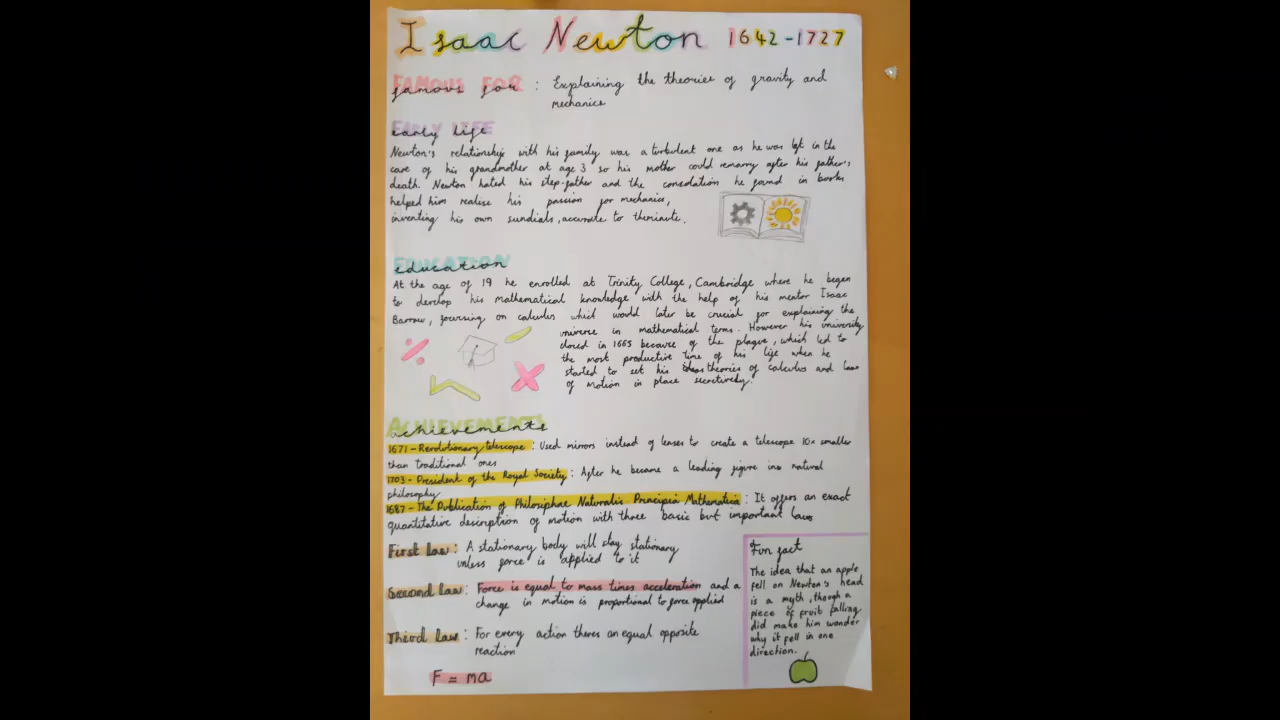 Isaac Newton 1642-1727
FAMOUS FOR
famous for : Explaining the theories of gravity and
mechanics
EARLY LIFE
early life
Newton's relationship with his family was a turbulent one as he was left in the
care of his grandmother at age 3 so his mother could remarry after his father's
death. Newton hated his step-father and the consolation he found in books
helped him realise his passion for mechanics,
inventing his own sundials, accurate to the minute.
EDUCATION
education
At the age of 19 he enrolled at Trinity College, Cambridge where he began
to develop his mathematical knowledge with the help of his mentor Isaac
Barrow, focussing on calculus which would later be crucial for explaining the
universe in mathematical terms. However his university
closed in 1665 because of the plague, which led to
the most productive time of his life when he
started to set his theories of calculus and law
of motion in place secretively.
ACHIEVEMENTS
achievements
1671 - Revolutionary telescope : Used mirrors instead of lenses to create a telescope 10x smaller
than traditional ones
1703 - President of the Royal Society : After he became a leading figure in natural
philosophy
1687 - The Publication of Philosiphae Naturalis Principia Mathematica : It offers an exact
quantitative description of motion with three basic but important laws
First law : A stationary body will stay stationary
unless force is applied to it
Second law : Force is equal to mass times acceleration and a
change in motion is proportional to force applied
Third law : For every action theres an equal opposite
reaction
F = ma
Fun fact
The idea that an apple
fell on Newton's head
is a myth, though a
piece of fruit falling
did make him wonder
why it fell in one
direction.